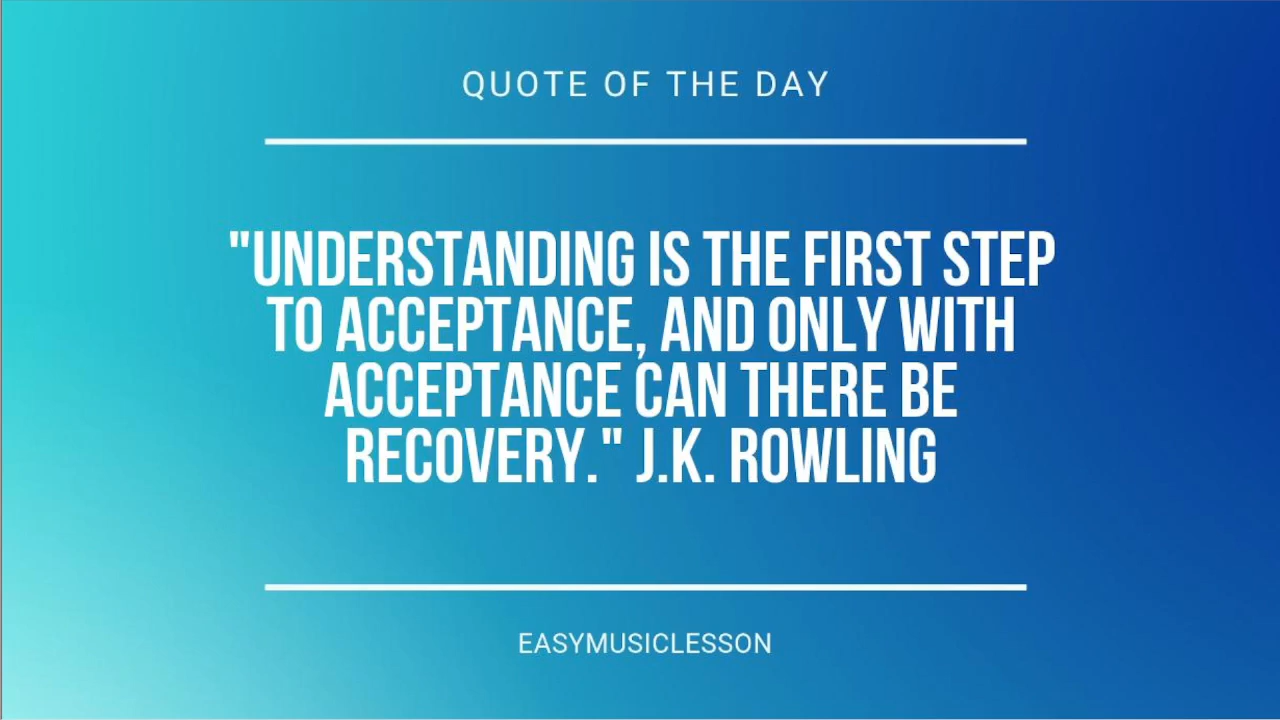 QUOTE OF THE DAY
"UNDERSTANDING IS THE FIRST STEP
TO ACCEPTANCE, AND ONLY WITH
ACCEPTANCE CAN THERE BE
RECOVERY." J.K. ROWLING
EASYMUSICLESSON